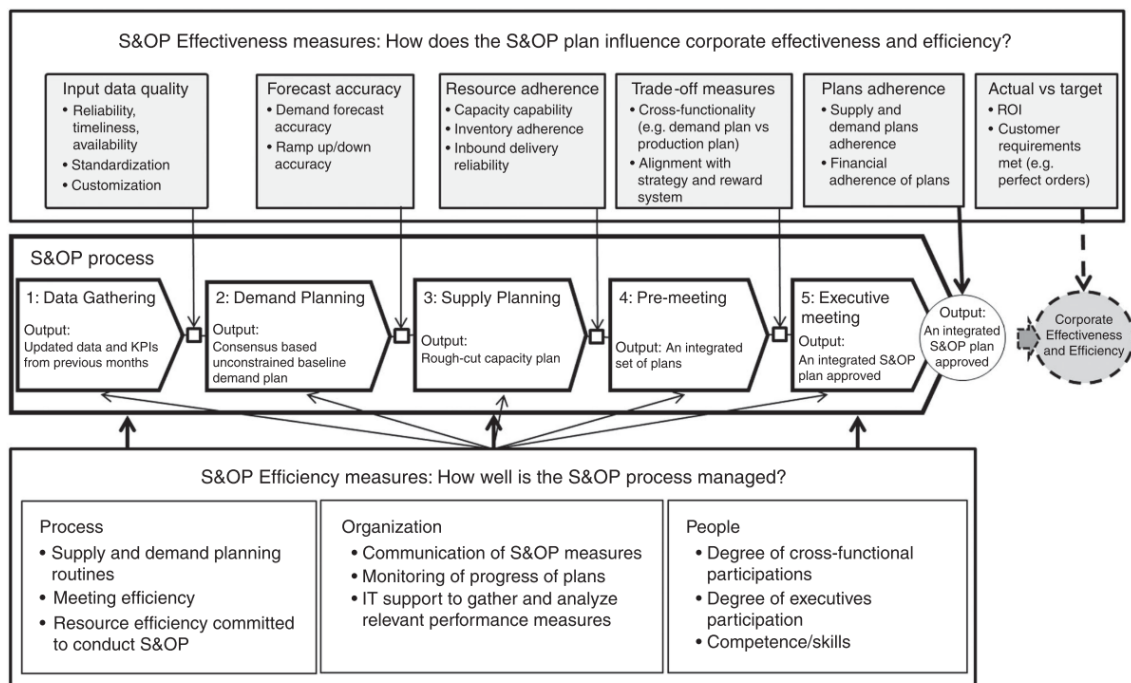 S&OP Effectiveness measures: How does the S&OP plan influence corporate effectiveness and efficiency?
Input data quality
• Reliability,
timeliness,
availability
• Standardization
• Customization
Forecast accuracy
• Demand forecast
accuracy
• Ramp up/down
accuracy
Resource adherence
• Capacity capability
• Inventory adherence
• Inbound delivery
reliability
Trade-off measures
• Cross-functionality
(e.g. demand plan vs
production plan)
• Alignment with
strategy and reward
system
Plans adherence
• Supply and
demand plans
adherence
• Financial
adherence of plans
Actual vs target
• ROI
• Customer
requirements
met (e.g.
perfect orders)
S&OP process
1: Data Gathering
Output:
Updated data and KPIs
from previous months
2: Demand Planning
Output:
Consensus based
unconstrained baseline
demand plan
3: Supply Planning
Output:
Rough-cut capacity plan
4: Pre-meeting
Output: An integrated
set of plans
5: Executive
meeting
Output:
An integrated S&OP
plan approved
Output:
An integrated
S&OP plan
approved
Corporate
Effectiveness
and Efficiency
S&OP Efficiency measures: How well is the S&OP process managed?
Process
• Supply and demand planning
routines
• Meeting efficiency
• Resource efficiency committed
to conduct S&OP
Organization
• Communication of S&OP measures
• Monitoring of progress of plans
• IT support to gather and analyze
relevant performance measures
People
• Degree of cross-functional
participations
• Degree of executives
participation
• Competence/skills